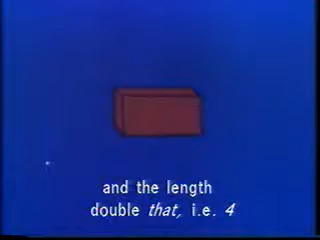 and the length
double that, i.e. 4